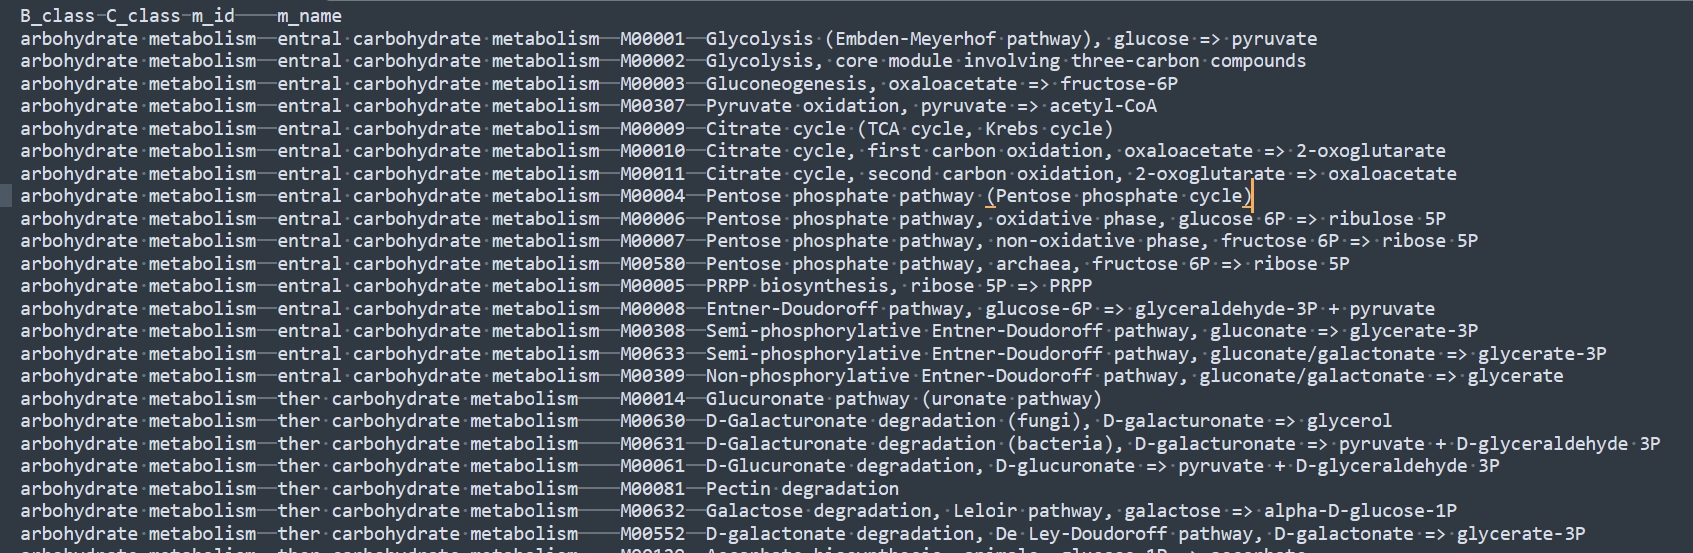 B_class C_class m_id m_name
arbohydrate metabolism entral carbohydrate metabolism M00001 Glycolysis (Embden-Meyerhof pathway), glucose => pyruvate
arbohydrate metabolism entral carbohydrate metabolism M00002 Glycolysis, core module involving three-carbon compounds
arbohydrate metabolism entral carbohydrate metabolism M00003 Gluconeogenesis, oxaloacetate => fructose-6P
arbohydrate metabolism entral carbohydrate metabolism M00307 Pyruvate oxidation, pyruvate => acetyl-CoA
arbohydrate metabolism entral carbohydrate metabolism M00009 Citrate cycle (TCA cycle, Krebs cycle)
arbohydrate metabolism entral carbohydrate metabolism M00010 Citrate cycle, first carbon oxidation, oxaloacetate => 2-oxoglutarate
arbohydrate metabolism entral carbohydrate metabolism M00011 Citrate cycle, second carbon oxidation, 2-oxoglutarate => oxaloacetate
arbohydrate metabolism entral carbohydrate metabolism M00004 Pentose phosphate pathway (Pentose phosphate cycle)
arbohydrate metabolism entral carbohydrate metabolism M00006 Pentose phosphate pathway, oxidative phase, glucose 6P => ribulose 5P
arbohydrate metabolism entral carbohydrate metabolism M00007 Pentose phosphate pathway, non-oxidative phase, fructose 6P => ribose 5P
arbohydrate metabolism entral carbohydrate metabolism M00580 Pentose phosphate pathway, archaea, fructose 6P => ribose 5P
arbohydrate metabolism entral carbohydrate metabolism M00005 PRPP biosynthesis, ribose 5P => PRPP
arbohydrate metabolism entral carbohydrate metabolism M00008 Entner-Doudoroff pathway, glucose-6P => glyceraldehyde-3P + pyruvate
arbohydrate metabolism entral carbohydrate metabolism M00308 Semi-phosphorylative Entner-Doudoroff pathway, gluconate => glycerate-3P
arbohydrate metabolism entral carbohydrate metabolism M00633 Semi-phosphorylative Entner-Doudoroff pathway, gluconate/galactonate => glycerate-3P
arbohydrate metabolism entral carbohydrate metabolism M00309 Non-phosphorylative Entner-Doudoroff pathway, gluconate/galactonate => glycerate
arbohydrate metabolism ther carbohydrate metabolism M00014 Glucuronate pathway (uronate pathway)
arbohydrate metabolism ther carbohydrate metabolism M00630 D-Galacturonate degradation (fungi), D-galacturonate => glycerol
arbohydrate metabolism ther carbohydrate metabolism M00631 D-Galacturonate degradation (bacteria), D-galacturonate => pyruvate + D-glyceraldehyde 3P
arbohydrate metabolism ther carbohydrate metabolism M00061 D-Glucuronate degradation, D-glucuronate => pyruvate + D-glyceraldehyde 3P
arbohydrate metabolism ther carbohydrate metabolism M00081 Pectin degradation
arbohydrate metabolism ther carbohydrate metabolism M00632 Galactose degradation, Leloir pathway, galactose => alpha-D-glucose-1P
arbohydrate metabolism ther carbohydrate metabolism M00552 D-galactonate degradation, De Ley-Doudoroff pathway, D-galactonate => glycerate-3P